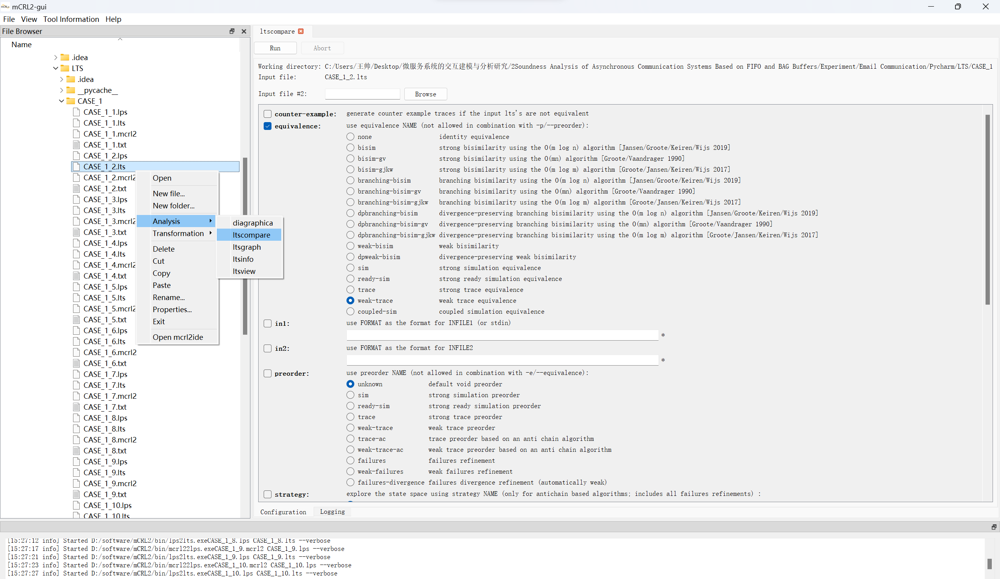 mCRL2-gui
File View Tool Information Help
File Browser
Name
.idea
LTS
.idea
__pycache__
CASE_1
CASE_1_1.lps
CASE_1_1.lts
CASE_1_1.mcrl2
CASE_1_1.txt
CASE_1_2.lps
CASE_1_2.lts
CASE_1_2.mcrl2
CASE_1_2.txt
CASE_1_3.lps
CASE_1_3.lts
CASE_1_3.mcrl2
CASE_1_3.txt
CASE_1_4.lps
CASE_1_4.lts
CASE_1_4.mcrl2
CASE_1_4.txt
CASE_1_5.lps
CASE_1_5.lts
CASE_1_5.mcrl2
CASE_1_5.txt
CASE_1_6.lps
CASE_1_6.lts
CASE_1_6.mcrl2
CASE_1_6.txt
CASE_1_7.lps
CASE_1_7.lts
CASE_1_7.mcrl2
CASE_1_7.txt
CASE_1_8.lps
CASE_1_8.lts
CASE_1_8.mcrl2
CASE_1_8.txt
CASE_1_9.lps
CASE_1_9.lts
CASE_1_9.mcrl2
CASE_1_9.txt
CASE_1_10.lps
CASE_1_10.lts
Open
New file...
New folder...
Analysis
Transformation
Delete
Cut
Copy
Paste
Rename...
Properties...
Exit
Open mcrl2ide
diagraphica
ltscompare
ltsgraph
ltsinfo
ltsview
ltscompare
Run Abort
Working directory: C:/Users/王帅/Desktop/微服务系统的交互建模与分析研究/2Soundness Analysis of Asynchronous Communication Systems Based on FIFO and BAG Buffers/Experiment/Email Communication/Pycharm/LTS/CASE_1
Input file: CASE_1_2.lts
Input file #2: Browse
counter-example: generate counter example traces if the input lts's are not equivalent
equivalence: use equivalence NAME (not allowed in combination with -p/--preorder):
none identity equivalence
bisim strong bisimilarity using the O(m log n) algorithm [Jansen/Groote/Keiren/Wijs 2019]
bisim-gv strong bisimilarity using the O(mn) algorithm [Groote/Vaandrager 1990]
bisim-gjkw strong bisimilarity using the O(m log m) algorithm [Groote/Jansen/Keiren/Wijs 2017]
branching-bisim branching bisimilarity using the O(m log n) algorithm [Jansen/Groote/Keiren/Wijs 2019]
branching-bisim-gv branching bisimilarity using the O(mn) algorithm [Groote/Vaandrager 1990]
branching-bisim-gjkw branching bisimilarity using the O(m log m) algorithm [Groote/Jansen/Keiren/Wijs 2017]
dpbranching-bisim divergence-preserving branching bisimilarity using the O(m log n) algorithm [Jansen/Groote/Keiren/Wijs 2019]
dpbranching-bisim-gv divergence-preserving branching bisimilarity using the O(mn) algorithm [Groote/Vaandrager 1990]
dpbranching-bisim-gjkw divergence-preserving branching bisimilarity using the O(m log m) algorithm [Groote/Jansen/Keiren/Wijs 2017]
weak-bisim weak bisimilarity
dpweak-bisim divergence-preserving weak bisimilarity
sim strong simulation equivalence
ready-sim strong ready simulation equivalence
trace strong trace equivalence
weak-trace weak trace equivalence
coupled-sim coupled simulation equivalence
in1: use FORMAT as the format for INFILE1 (or stdin)
*
in2: use FORMAT as the format for INFILE2
*
preorder: use preorder NAME (not allowed in combination with -e/--equivalence):
unknown default void preorder
sim strong simulation preorder
ready-sim strong ready simulation preorder
trace strong trace preorder
weak-trace weak trace preorder
trace-ac trace preorder based on an anti chain algorithm
weak-trace-ac weak trace preorder based on an anti chain algorithm
failures failures refinement
weak-failures weak failures refinement
failures-divergence failures divergence refinement (automatically weak)
strategy: explore the state space using strategy NAME (only for antichain based algorithms; includes all failures refinements) :
Configuration Logging
[15:27:12 info] Started D:/software/mCRL2/bin/lps2lts.exeCASE_1_8.lps CASE_1_8.lts --verbose
[15:27:17 info] Started D:/software/mCRL2/bin/mcrl22lps.exeCASE_1_9.mcrl2 CASE_1_9.lps --verbose
[15:27:21 info] Started D:/software/mCRL2/bin/lps2lts.exeCASE_1_9.lps CASE_1_9.lts --verbose
[15:27:23 info] Started D:/software/mCRL2/bin/mcrl22lps.exeCASE_1_10.mcrl2 CASE_1_10.lps --verbose
[15:27:27 info] Started D:/software/mCRL2/bin/lps2lts.exeCASE_1_10.lps CASE_1_10.lts --verbose